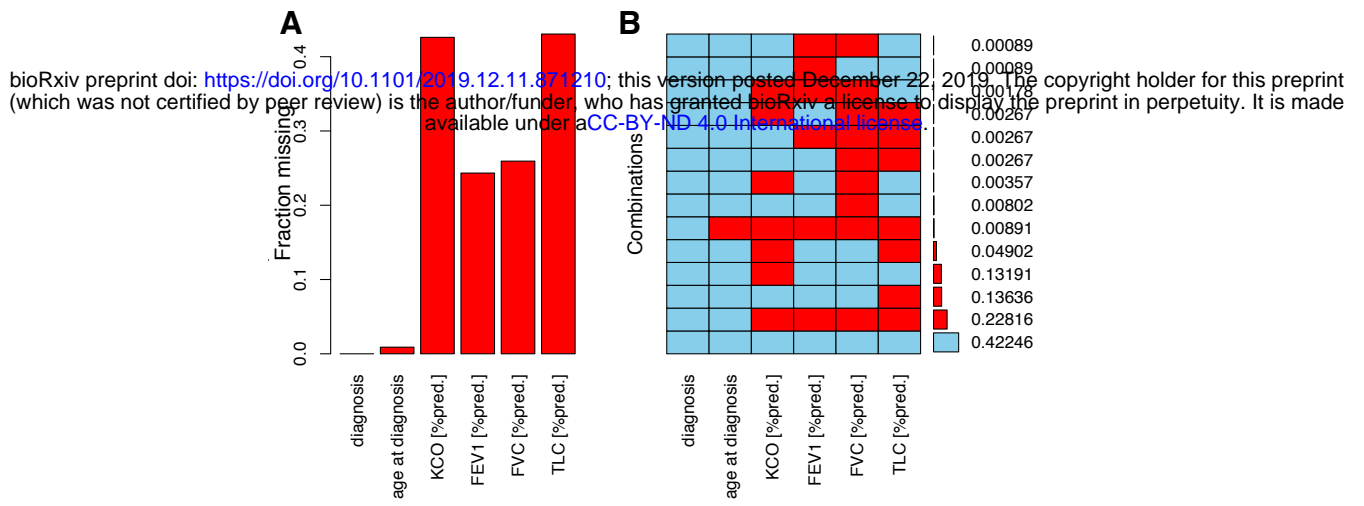 A
B
bioRxiv preprint doi: https://doi.org/10.1101/2019.12.11.871210; this version posted December 22, 2019. The copyright holder for this preprint
(which was not certified by peer review) is the author/funder, who has granted bioRxiv a license to display the preprint in perpetuity. It is made
available under aCC-BY-ND 4.0 International license.
Fraction missing
0.0
0.1
0.2
0.3
0.4
diagnosis
age at diagnosis
KCO [%pred.]
FEV1 [%pred.]
FVC [%pred.]
TLC [%pred.]
Combinations
0.00089
0.00089
0.00178
0.00267
0.00267
0.00267
0.00357
0.00802
0.00891
0.04902
0.13191
0.13636
0.22816
0.42246
diagnosis
age at diagnosis
KCO [%pred.]
FEV1 [%pred.]
FVC [%pred.]
TLC [%pred.]